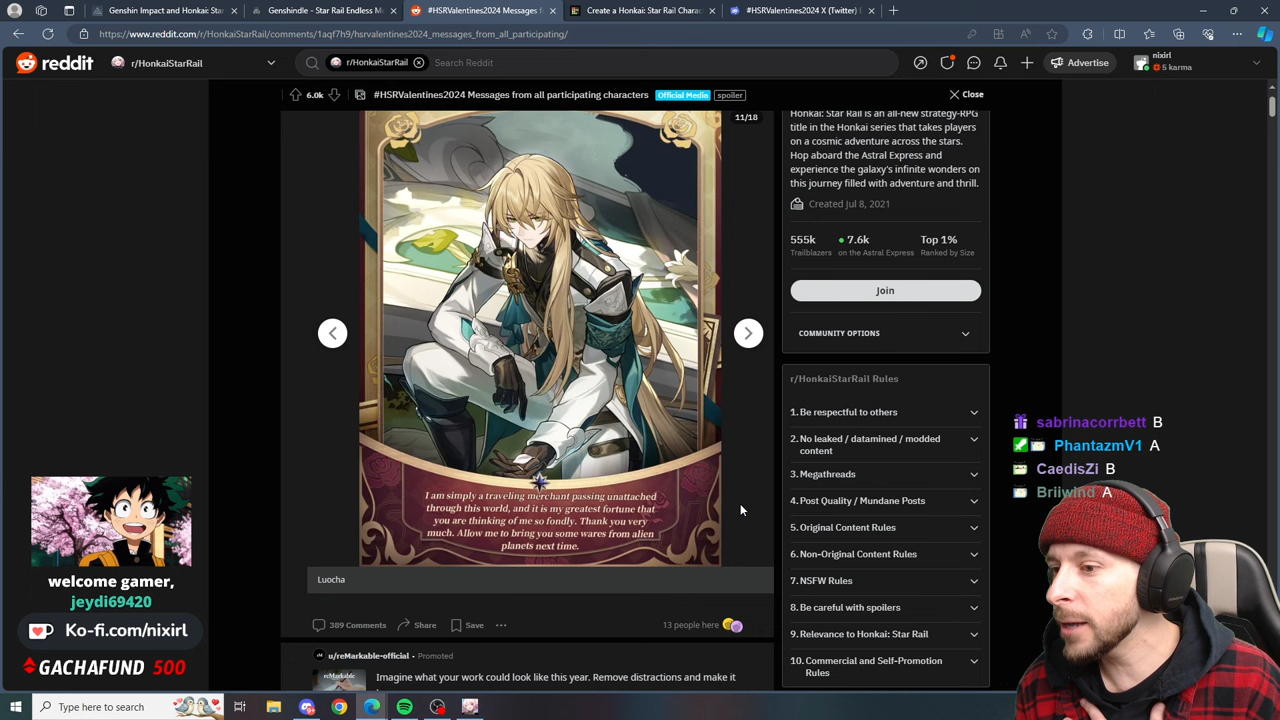 Genshin Impact and Honkai: Star
Genshindle - Star Rail Endless M
#HSRValentines2024 Messages f
Create a Honkai: Star Rail Chara
#HSRValentines2024 X (Twitter)
https://www.reddit.com/r/HonkaiStarRail/comments/1aqf7h9/hsrvalentines2024_messages_from_all_participating/
reddit
r/HonkaiStarRail
r/HonkaiStarRail
Search Reddit
Advertise
nixirl
5 karma
6.0k
#HSRValentines2024 Messages from all participating characters
Official Media
spoiler
Close
11/18
Honkai: Star Rail is an all-new strategy-RPG
title in the Honkai series that takes players
on a cosmic adventure across the stars.
Hop aboard the Astral Express and
experience the galaxy's infinite wonders on
this journey filled with adventure and thrill.
Created Jul 8, 2021
555k
7.6k
Top 1%
Trailblazers
on the Astral Express
Ranked by Size
Join
COMMUNITY OPTIONS
r/HonkaiStarRail Rules
1. Be respectful to others
2. No leaked / datamined / modded
content
3. Megathreads
4. Post Quality / Mundane Posts
5. Original Content Rules
6. Non-Original Content Rules
7. NSFW Rules
8. Be careful with spoilers
9. Relevance to Honkai: Star Rail
10. Commercial and Self-Promotion
Rules
I am simply a traveling merchant passing unattached
through this world, and it is my greatest fortune that
you are thinking of me so fondly. Thank you very
much. Allow me to bring you some wares from alien
planets next time.
Luocha
389 Comments
Share
Save
13 people here
u/reMarkable-official • Promoted
reMarkable
Imagine what your work could look like this year. Remove distractions and make it
sabrinacorrbett B
PhantazmV1 A
CaedisZi B
Briiwind A
welcome gamer,
jeydi69420
Ko-fi.com/nixirl
GACHAFUND 500
Type here to search